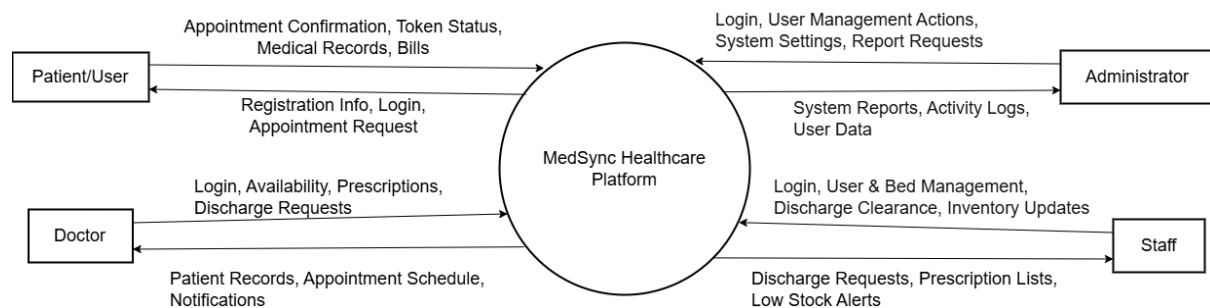 Appointment Confirmation, Token Status,
Medical Records, Bills
Patient/User
Registration Info, Login,
Appointment Request
Login, User Management Actions,
System Settings, Report Requests
Administrator
System Reports, Activity Logs,
User Data
MedSync Healthcare
Platform
Login, Availability, Prescriptions,
Discharge Requests
Doctor
Patient Records, Appointment Schedule,
Notifications
Login, User & Bed Management,
Discharge Clearance, Inventory Updates
Staff
Discharge Requests, Prescription Lists,
Low Stock Alerts